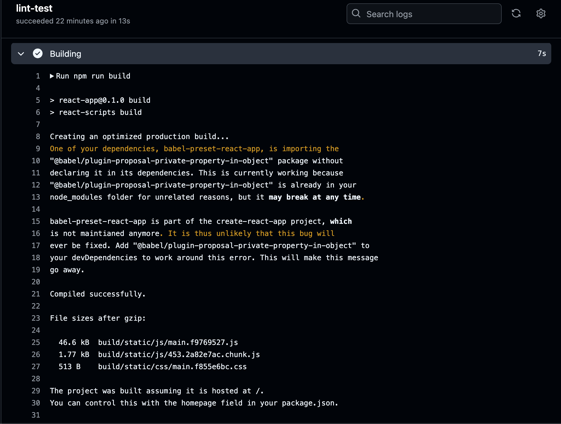 lint-test
succeeded 22 minutes ago in 13s
Search logs
Building
7s
1 Run npm run build
4
5 > react-app@0.1.0 build
6 > react-scripts build
7
8 Creating an optimized production build...
9 One of your dependencies, babel-preset-react-app, is importing the
10 "@babel/plugin-proposal-private-property-in-object" package without
11 declaring it in its dependencies. This is currently working because
12 "@babel/plugin-proposal-private-property-in-object" is already in your
13 node_modules folder for unrelated reasons, but it may break at any time.
14
15 babel-preset-react-app is part of the create-react-app project, which
16 is not maintianed anymore. It is thus unlikely that this bug will
17 ever be fixed. Add "@babel/plugin-proposal-private-property-in-object" to
18 your devDependencies to work around this error. This will make this message
19 go away.
20
21 Compiled successfully.
22
23 File sizes after gzip:
24
25 46.6 kB build/static/js/main.f9769527.js
26 1.77 kB build/static/js/453.2a82e7ac.chunk.js
27 513 B build/static/css/main.f855e6bc.css
28
29 The project was built assuming it is hosted at /.
30 You can control this with the homepage field in your package.json.
31